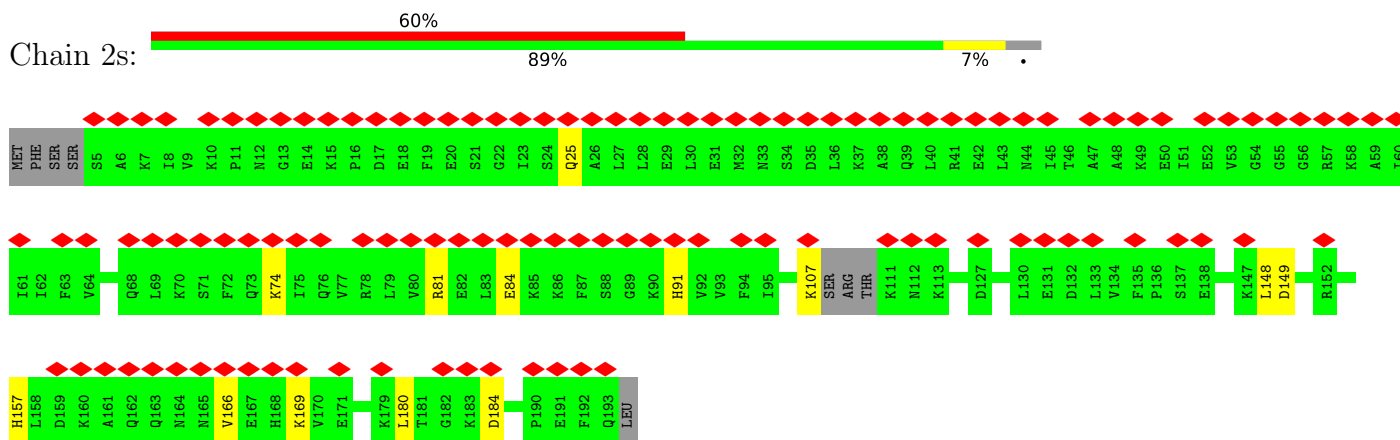 60%
Chain 2s:
89% 7% •
MET PHE SER SER S5 A6 K7 I8 V9 K10 P11 N12 G13 E14 K15 P16 D17 E18 F19 E20 S21 G22 I23 S24 Q25 A26 L27 L28 E29 L30 E31 M32 N33 S34 D35 L36 K37 A38 Q39 L40 R41 E42 L43 N44 I45 T46 A47 A48 K49 E50 I51 E52 V53 G54 G55 G56 R57 K58 A59 I60
I61 I62 F63 V64 Q68 L69 K70 S71 F72 Q73 K74 I75 Q76 V77 R78 L79 V80 R81 E82 L83 E84 K85 K86 F87 S88 G89 K90 H91 V92 V93 F94 I95 K107 SER ARG THR K111 N112 K113 D127 L130 E131 D132 L133 V134 F135 P136 S137 E138 K147 L148 D149 R152
H157 L158 D159 K160 A161 Q162 Q163 N164 N165 V166 E167 H168 K169 V170 E171 K179 L180 T181 G182 K183 D184 P190 E191 F192 Q193 LEU